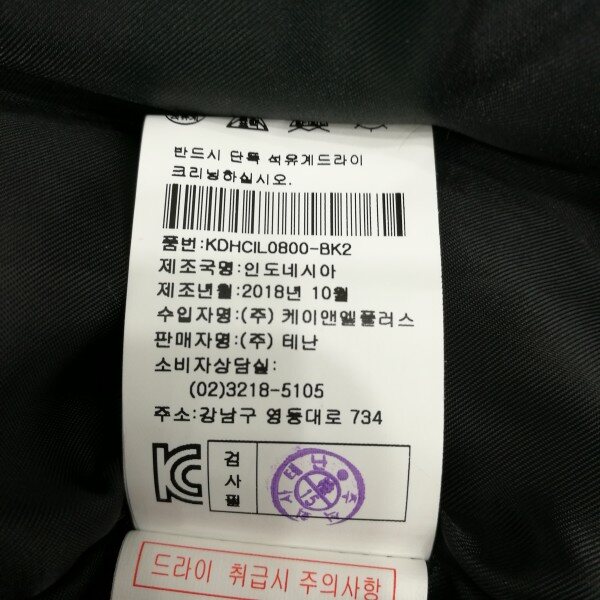 반드시 단독 석유계드라이
크리닝하십시오.
품번:KDHCIL0800-BK2
제조국명:인도네시아
제조년월:2018년 10월
수입자명:(주) 케이앤엘플러스
판매자명:(주) 테난
소비자상담실:
(02)3218-5105
주소:강남구 영동대로 734
검사필
드라이 취급시 주의사항